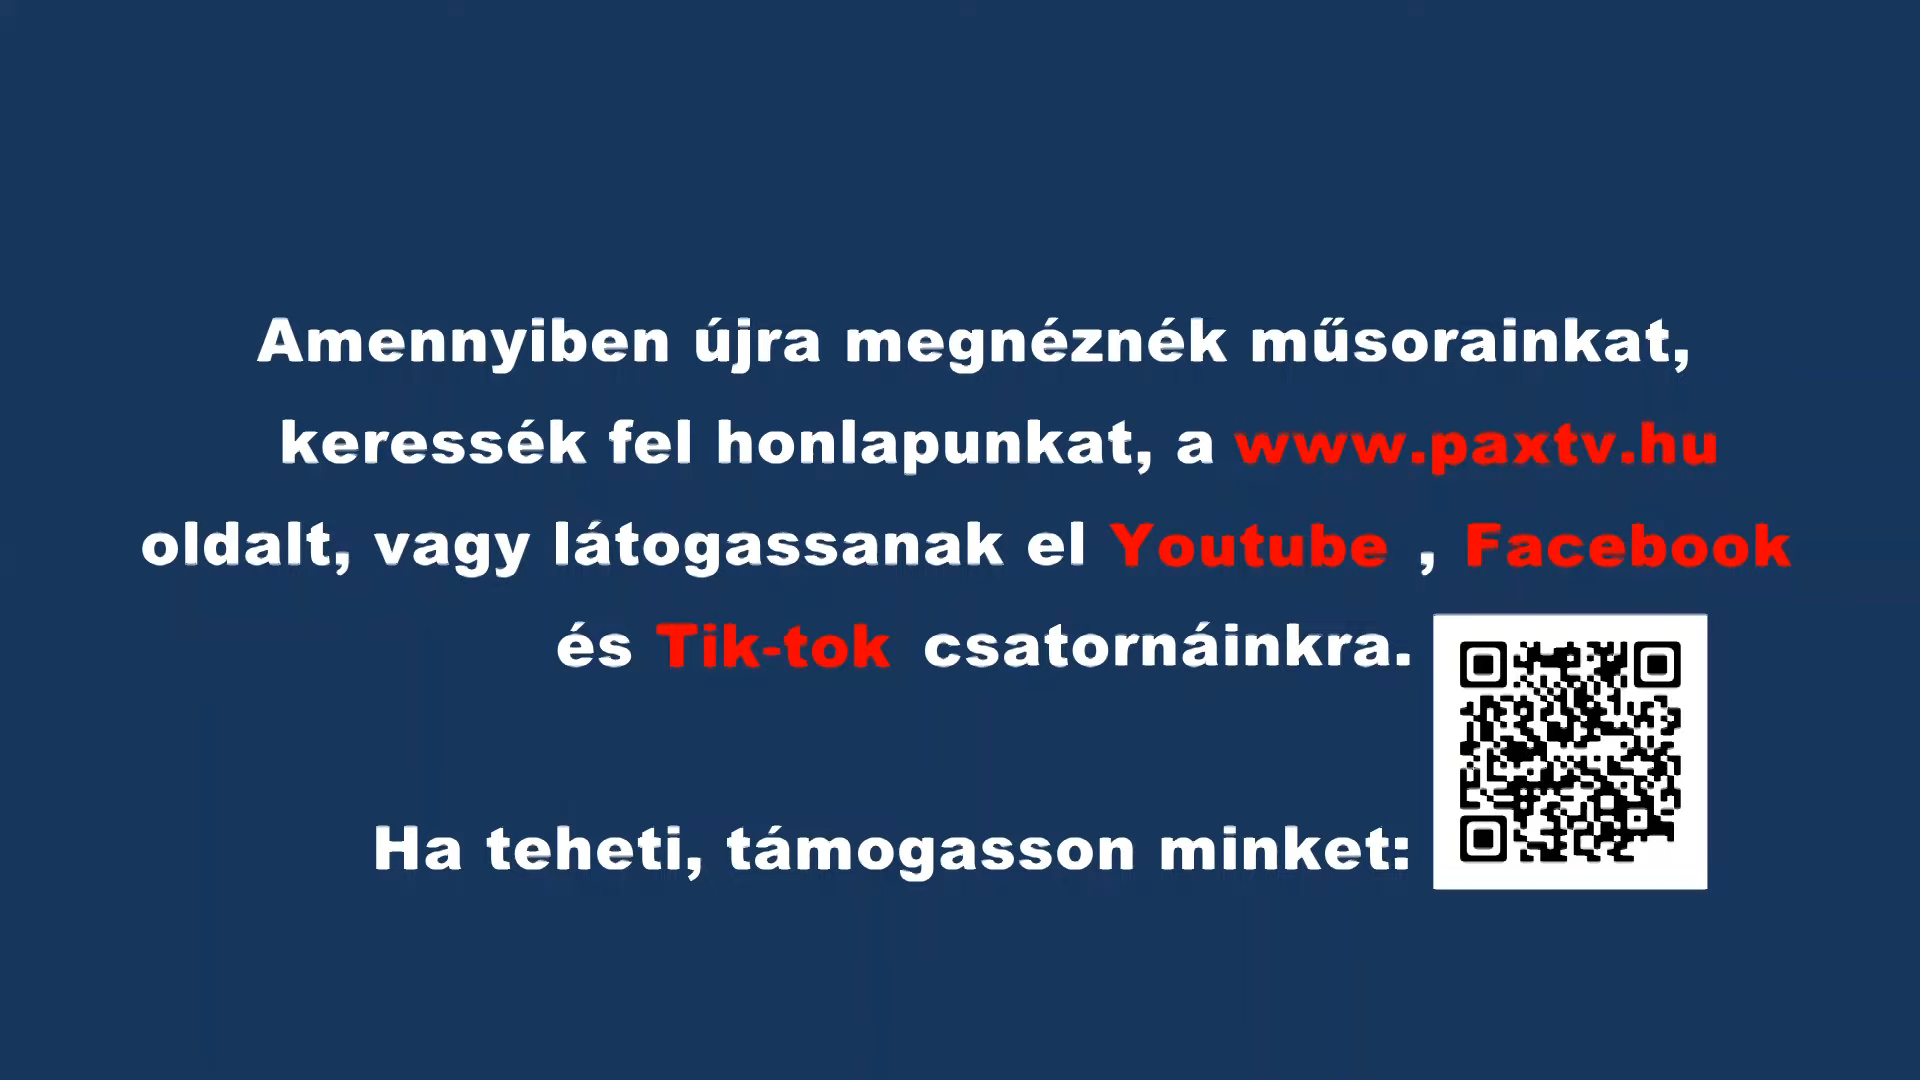 Amennyiben újra megnéznék műsorainkat,
keressék fel honlapunkat, a www.paxtv.hu
oldalt, vagy látogassanak el Youtube , Facebook
és Tik-tok csatornáinkra.
Ha teheti, támogasson minket: